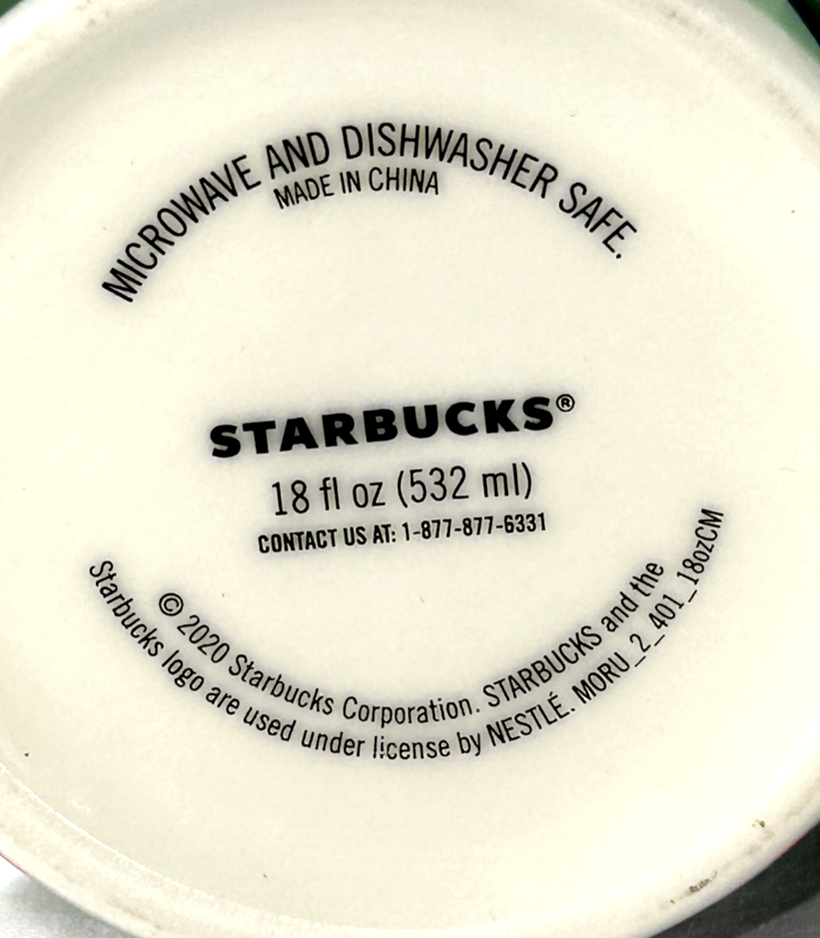 MICROWAVE AND DISHWASHER SAFE.
MADE IN CHINA
STARBUCKS®
18 fl oz (532 ml)
CONTACT US AT: 1-877-877-6331
© 2020 Starbucks Corporation. STARBUCKS and the
Starbucks logo are used under license by NESTLÉ. MORU_2_401_18ozCM